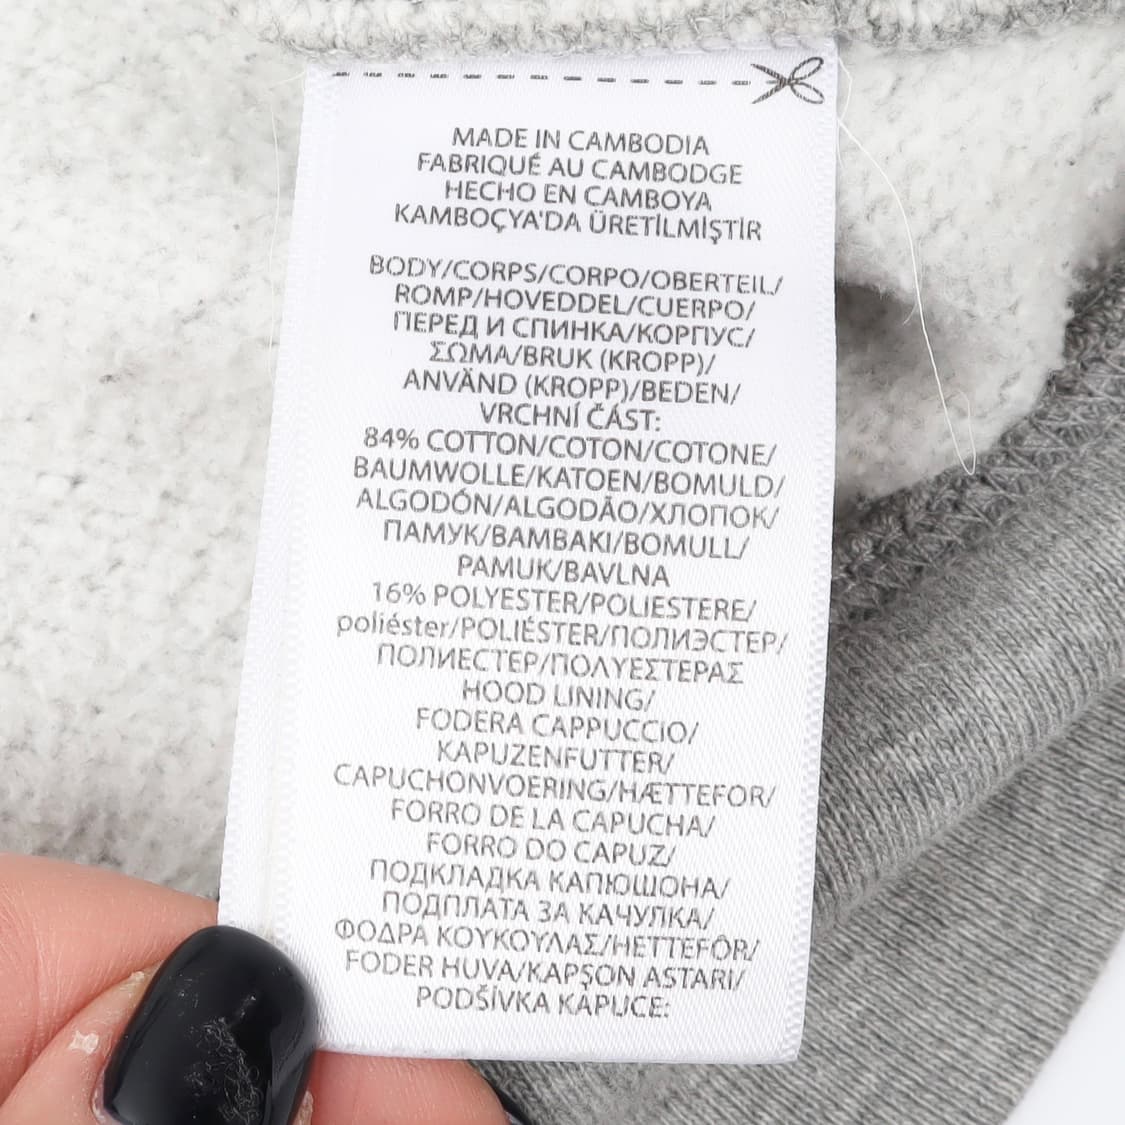 MADE IN CAMBODIA
FABRIQUÉ AU CAMBODGE
HECHO EN CAMBOYA
KAMBOÇYA'DA ÜRETİLMİŞTİR
BODY/CORPS/CORPO/OBERTEIL/
ROMP/HOVEDDEL/CUERPO/
ПЕРЕД И СПИНКА/КОРПУС/
ΣΩΜΑ/BRUK (KROPP)/
ANVÄND (KROPP)/BEDEN/
VRCHNÍ ČÁST:
84% COTTON/COTON/COTONE/
BAUMWOLLE/KATOEN/BOMULD/
ALGODÓN/ALGODÃO/ХЛОПОК/
ПАМУК/ΒΑΜΒΑΚΙ/BOMULL/
PAMUK/BAVLNA
16% POLYESTER/POLIESTERE/
poliéster/POLIÉSTER/ПОЛИЭСТЕР/
ПОЛИЕСТЕР/ΠΟΛΥΕΣΤΕΡΑΣ
HOOD LINING/
FODERA CAPPUCCIO/
KAPUZENFUTTER/
CAPUCHONVOERING/HÆTTEFOR/
FORRO DE LA CAPUCHA/
FORRO DO CAPUZ/
ПОДКЛАДКА КАПЮШОНА/
ПОДПЛАТА ЗА КАЧУЛКА/
ΦΟΔΡΑ ΚΟΥΚΟΥΛΑΣ/HETTEFÔR/
FODER HUVA/KAPŞON ASTARI/
PODŠÍVKA KAPUCE: